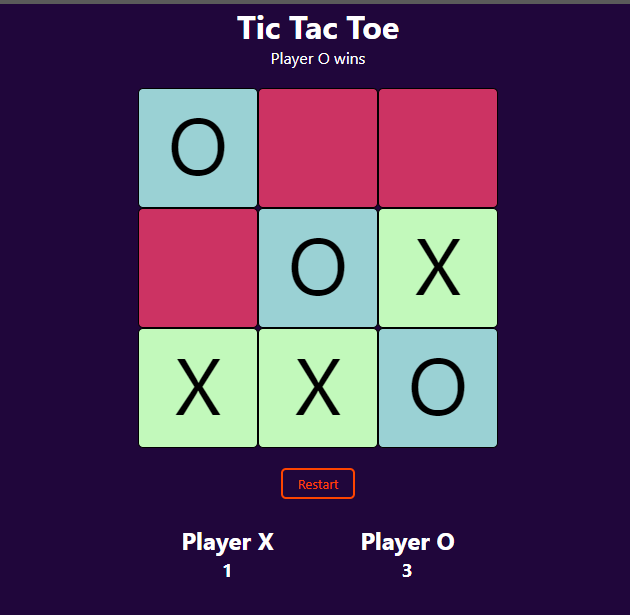 Tic Tac Toe
Player O wins
O
O X
X X O
Restart
Player X Player O
1 3